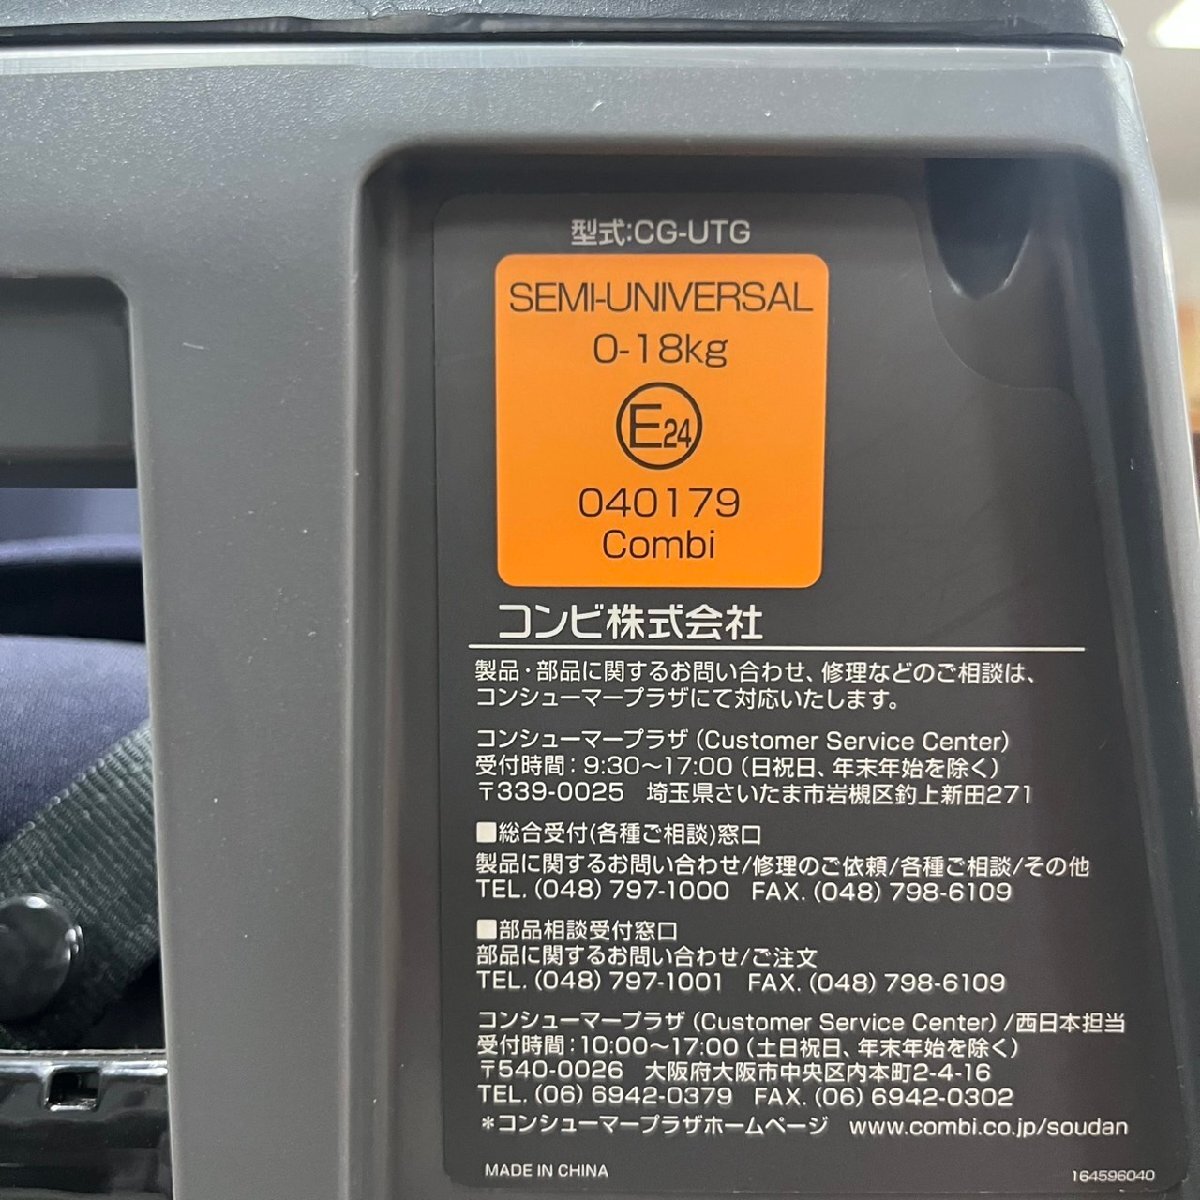 型式:CG-UTG
SEMI-UNIVERSAL
0-18kg
E24
040179
Combi
コンビ株式会社
製品・部品に関するお問い合わせ、修理などのご相談は、
コンシューマープラザにて対応いたします。
コンシューマープラザ (Customer Service Center)
受付時間:9:30～17:00 (日祝日、年末年始を除く)
〒339-0025 埼玉県さいたま市岩槻区釣上新田271
■総合受付(各種ご相談)窓口
製品に関するお問い合わせ/修理のご依頼/各種ご相談/その他
TEL. (048) 797-1000 FAX. (048) 798-6109
■部品相談受付窓口
部品に関するお問い合わせ/ご注文
TEL. (048) 797-1001 FAX. (048) 798-6109
コンシューマープラザ (Customer Service Center) /西日本担当
受付時間:10:00～17:00 (土日祝日、年末年始を除く)
〒540-0026 大阪府大阪市中央区内本町2-4-16
TEL. (06) 6942-0379 FAX. (06) 6942-0302
*コンシューマープラザホームページ www.combi.co.jp/soudan
MADE IN CHINA 164596040